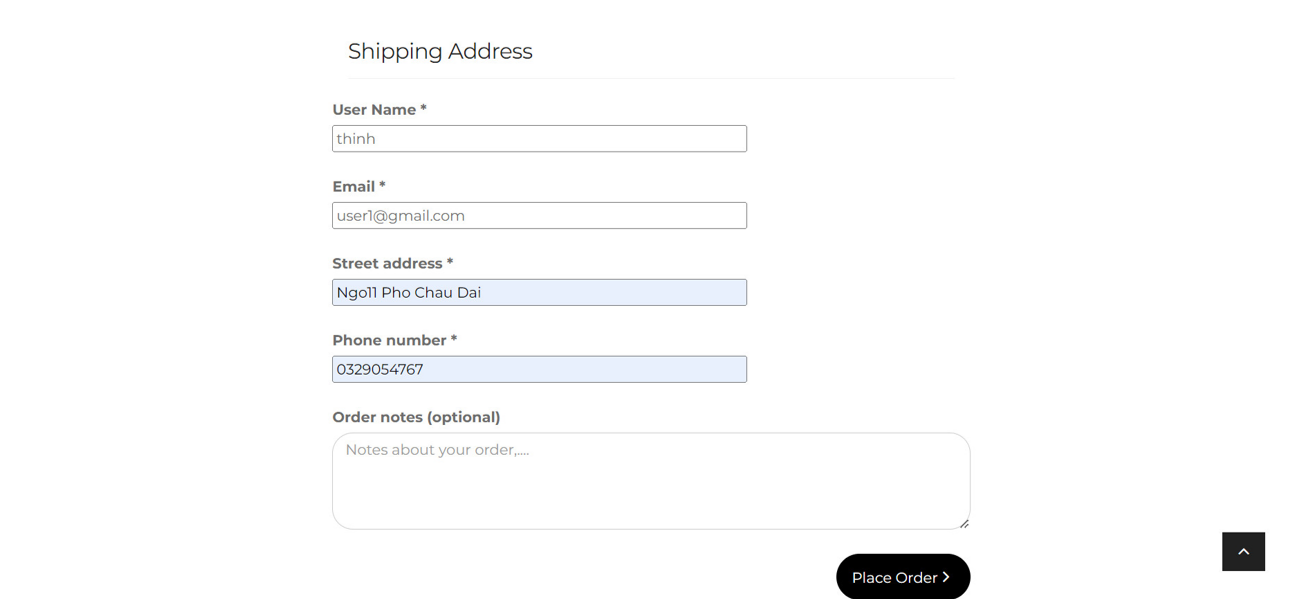 Shipping Address
User Name *
thinh
Email *
user1@gmail.com
Street address *
Ngo11 Pho Chau Dai
Phone number *
0329054767
Order notes (optional)
Notes about your order,....
Place Order